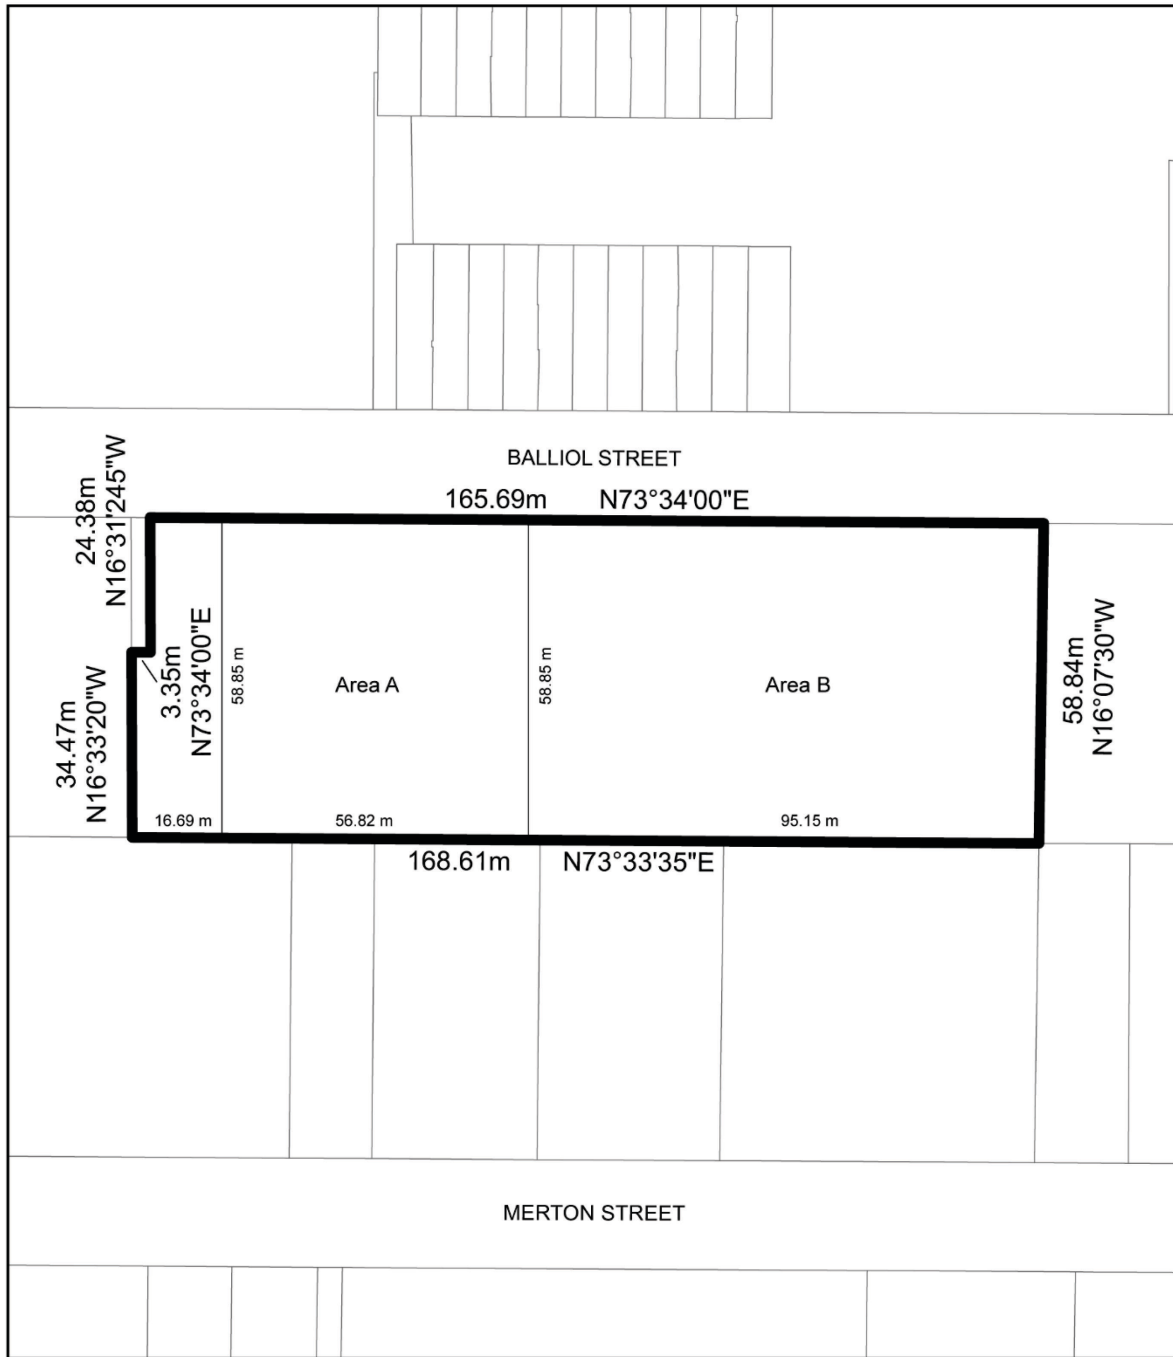 BALLIOL STREET
165.69m N73°34'00"E
24.38m
N16°31'245"W
3.35m
N73°34'00"E
34.47m
N16°33'20"W
58.85 m
Area A
58.85 m
Area B
58.84m
N16°07'30"W
16.69 m
56.82 m
95.15 m
168.61m N73°33'35"E
MERTON STREET